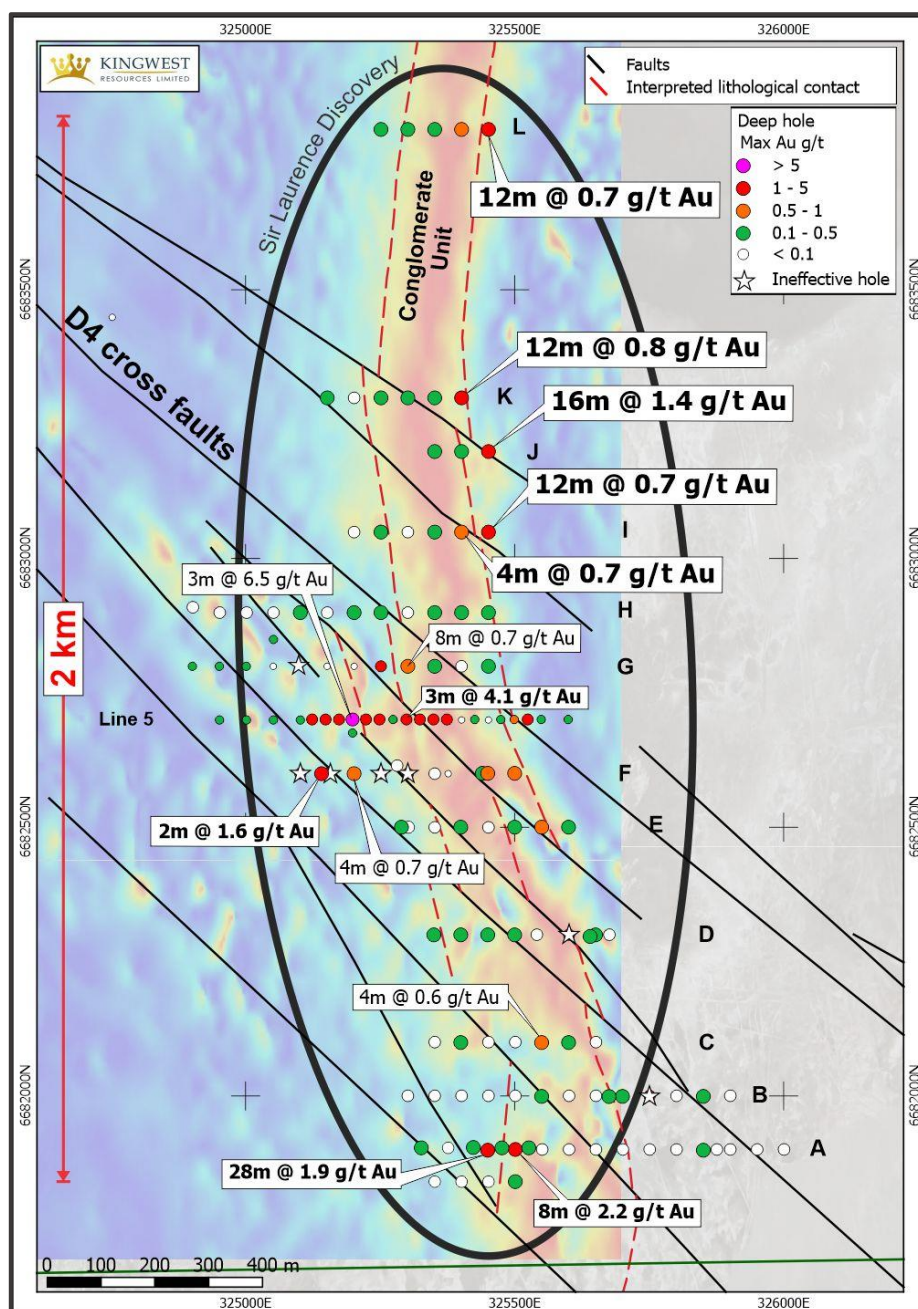 325000E
325500E
326000E
KINGWEST
RESOURCES LIMITED
Faults
Interpreted lithological contact
Deep hole
Max Au g/t
> 5
1 - 5
0.5 - 1
0.1 - 0.5
< 0.1
Ineffective hole
Sir Laurence Discovery
L
12m @ 0.7 g/t Au
Conglomerate
Unit
6683500N
6683500N
D4 cross faults
12m @ 0.8 g/t Au
K
16m @ 1.4 g/t Au
J
12m @ 0.7 g/t Au
I
6683000N
6683000N
4m @ 0.7 g/t Au
3m @ 6.5 g/t Au
H
2 km
8m @ 0.7 g/t Au
G
3m @ 4.1 g/t Au
Line 5
F
2m @ 1.6 g/t Au
E
6682500N
6682500N
4m @ 0.7 g/t Au
D
4m @ 0.6 g/t Au
C
B
6682000N
6682000N
A
28m @ 1.9 g/t Au
8m @ 2.2 g/t Au
0 100 200 300 400 m
325000E
325500E
326000E